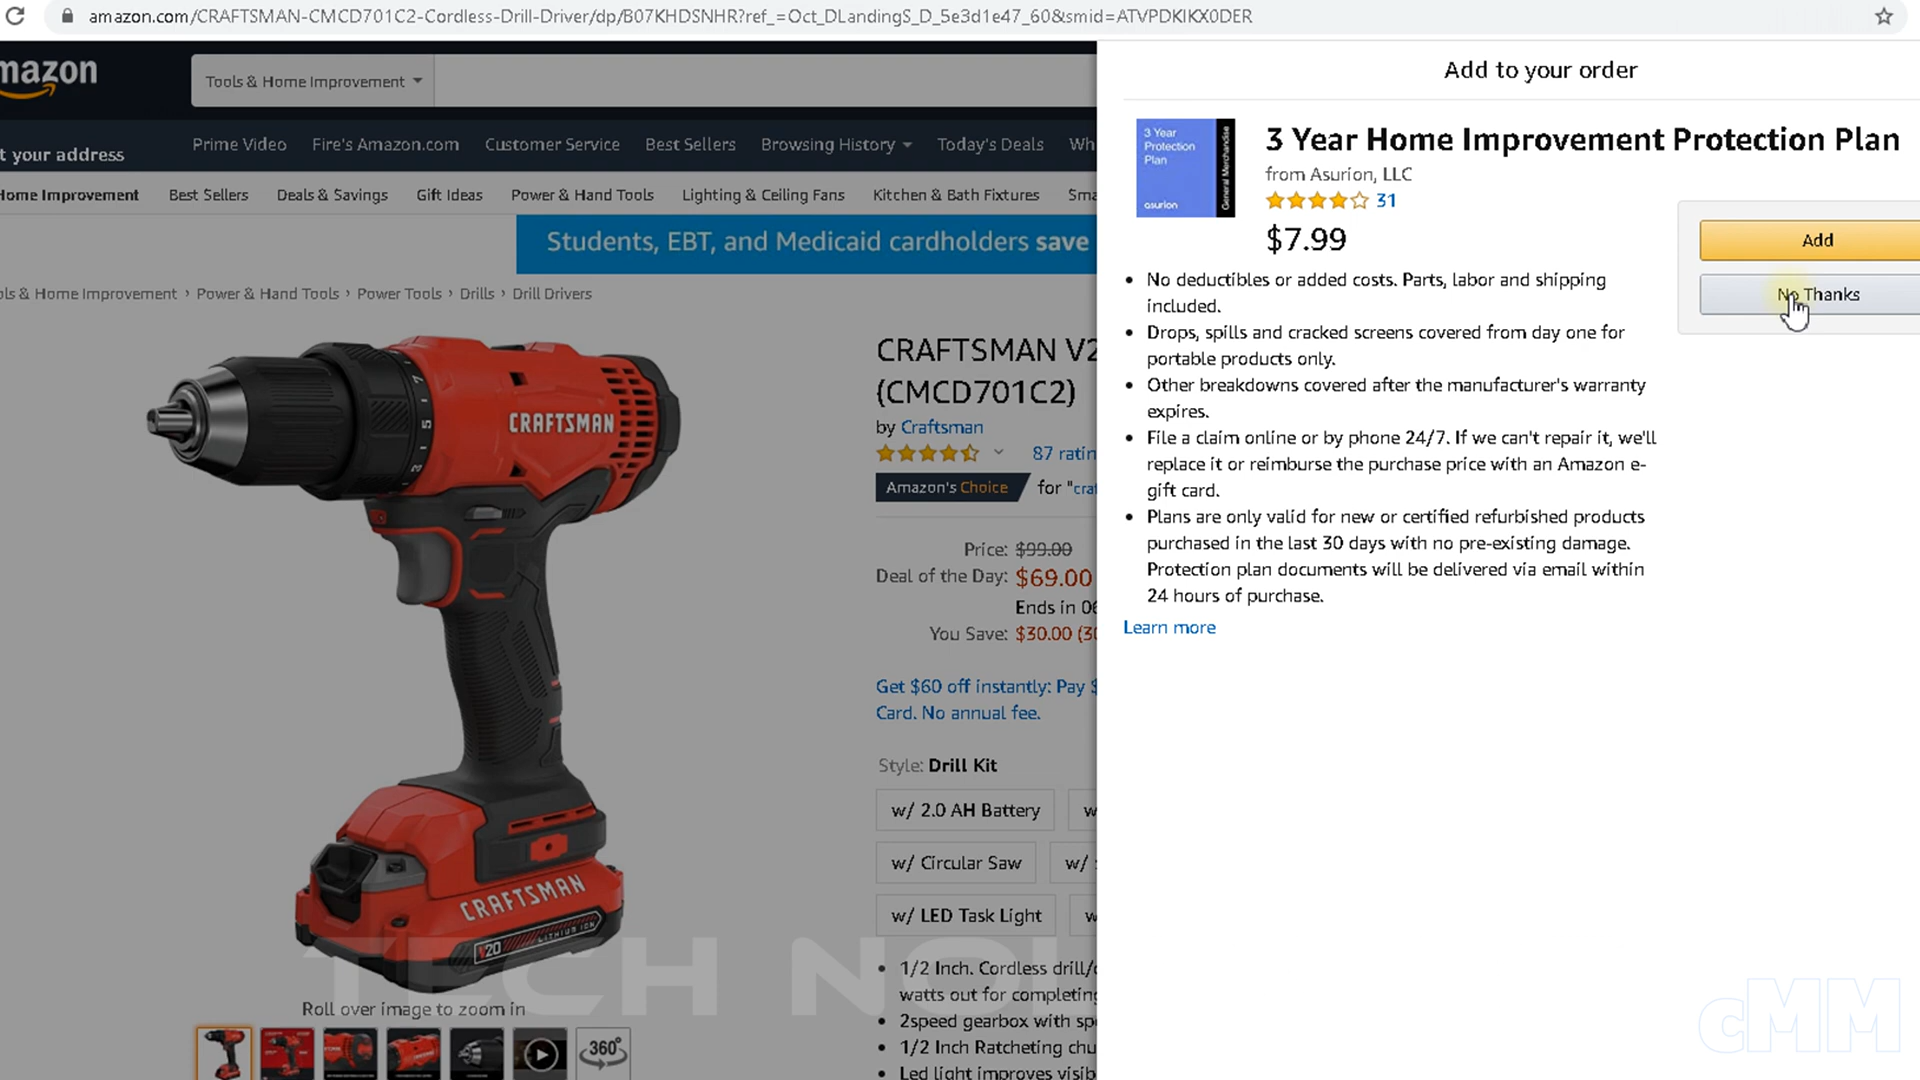 amazon.com/CRAFTSMAN-CMCD701C2-Cordless-Drill-Driver/dp/B07KHDSNHR?ref_=Oct_DLandingS_D_5e3d1e47_60&smid=ATVPDKIKX0DER
mazon
Tools & Home Improvement
t your address
Prime Video Fire's Amazon.com Customer Service Best Sellers Browsing History Today's Deals Wh
Home Improvement Best Sellers Deals & Savings Gift Ideas Power & Hand Tools Lighting & Ceiling Fans Kitchen & Bath Fixtures Sma
Students, EBT, and Medicaid cardholders save
ols & Home Improvement › Power & Hand Tools › Power Tools › Drills › Drill Drivers
CRAFTSMAN
CRAFTSMAN
V20 LITHIUM ION
Roll over image to zoom in
360°
CRAFTSMAN V2
(CMCD701C2)
by Craftsman
87 ratin
Amazon's Choice for "cra
Price: $99.00
Deal of the Day: $69.00
Ends in 06
You Save: $30.00 (30
Get $60 off instantly: Pay $
Card. No annual fee.
Style: Drill Kit
w/ 2.0 AH Battery w
w/ Circular Saw w/
w/ LED Task Light w
• 1/2 Inch. Cordless drill/d
watts out for completing
• 2speed gearbox with spe
• 1/2 Inch Ratcheting chu
• Led light improves visib
TECH NOI
Add to your order
3 Year
Protection
Plan
asurion
General Merchandise
3 Year Home Improvement Protection Plan
from Asurion, LLC
31
$7.99
Add
No Thanks
• No deductibles or added costs. Parts, labor and shipping
included.
• Drops, spills and cracked screens covered from day one for
portable products only.
• Other breakdowns covered after the manufacturer's warranty
expires.
• File a claim online or by phone 24/7. If we can't repair it, we'll
replace it or reimburse the purchase price with an Amazon e-
gift card.
• Plans are only valid for new or certified refurbished products
purchased in the last 30 days with no pre-existing damage.
Protection plan documents will be delivered via email within
24 hours of purchase.
Learn more
cMM